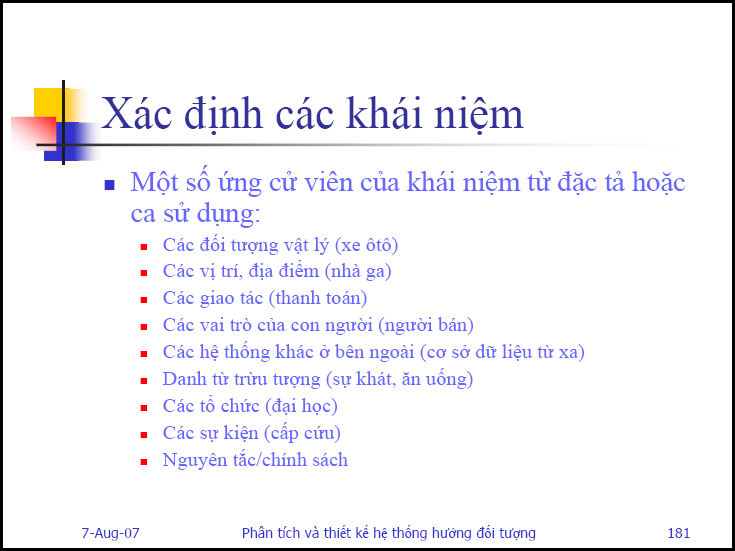 Xác định các khái niệm
Một số ứng cử viên của khái niệm từ đặc tả hoặc
ca sử dụng:
Các đối tượng vật lý (xe ôtô)
Các vị trí, địa điểm (nhà ga)
Các giao tác (thanh toán)
Các vai trò của con người (người bán)
Các hệ thống khác ở bên ngoài (cơ sở dữ liệu từ xa)
Danh từ trừu tượng (sự khát, ăn uống)
Các tổ chức (đại học)
Các sự kiện (cấp cứu)
Nguyên tắc/chính sách
7-Aug-07 Phân tích và thiết kế hệ thống hướng đối tượng 181